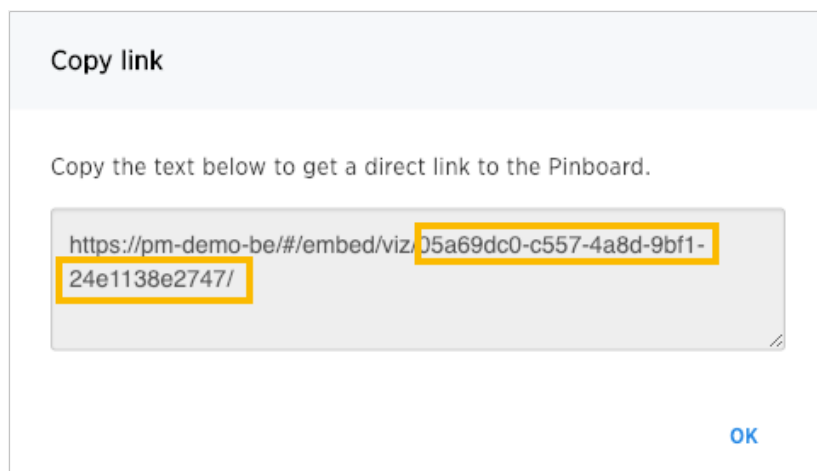 Copy link
Copy the text below to get a direct link to the Pinboard.
https://pm-demo-be/#/embed/viz/05a69dc0-c557-4a8d-9bf1-
24e1138e2747/
OK